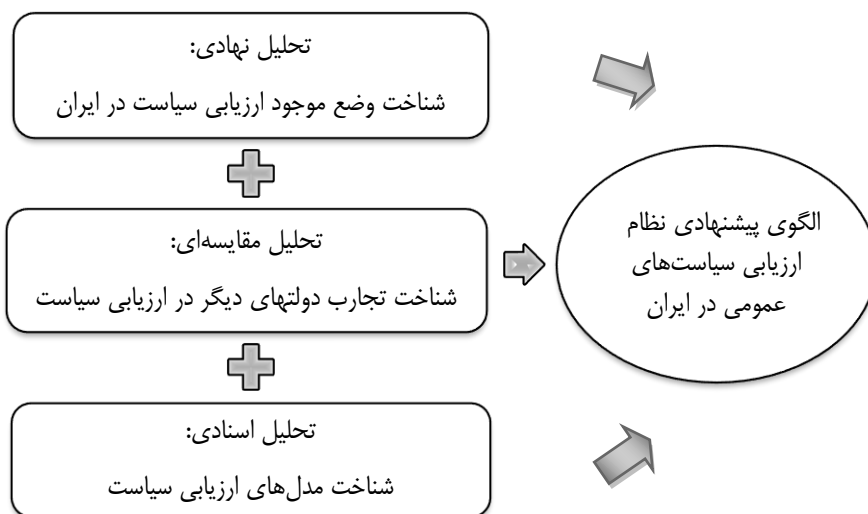 تحلیل نهادی:
شناخت وضع موجود ارزیابی سیاست در ایران
تحلیل مقایسه‌ای:
شناخت تجارب دولتهای دیگر در ارزیابی سیاست
تحلیل اسنادی:
شناخت مدل‌های ارزیابی سیاست
الگوی پیشنهادی نظام
ارزیابی سیاست‌های
عمومی در ایران